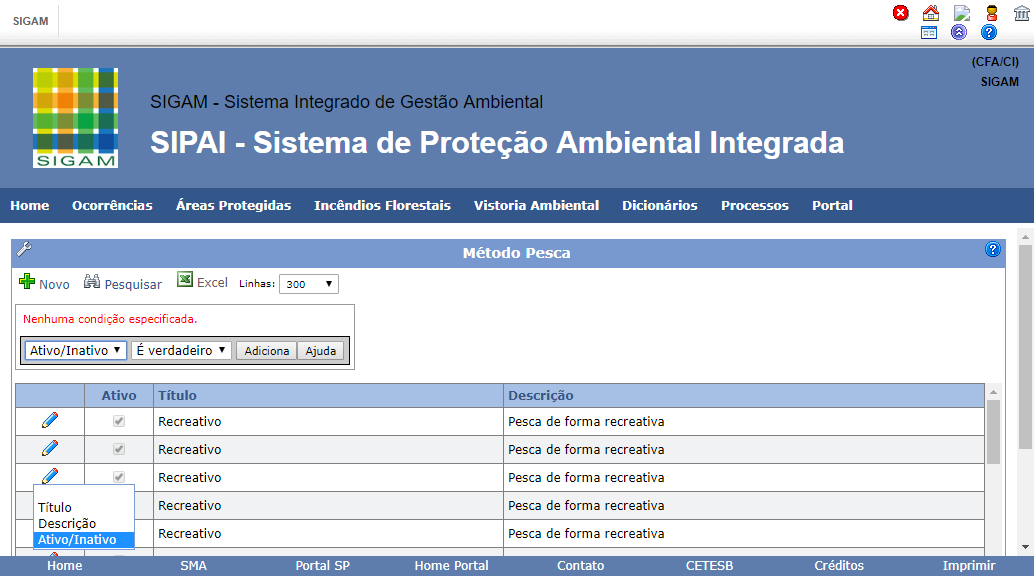 SIGAM
(CFA/CI)
SIGAM
SIGAM - Sistema Integrado de Gestão Ambiental
SIPAI - Sistema de Proteção Ambiental Integrada
SIGAM
Home Ocorrências Áreas Protegidas Incêndios Florestais Vistoria Ambiental Dicionários Processos Portal
Método Pesca
Novo Pesquisar Excel Linhas: 300
Nenhuma condição especificada.
Ativo/Inativo É verdadeiro Adiciona Ajuda
Ativo Título Descrição
Recreativo Pesca de forma recreativa
Recreativo Pesca de forma recreativa
Recreativo Pesca de forma recreativa
Recreativo Pesca de forma recreativa
Recreativo Pesca de forma recreativa
Título
Descrição
Ativo/Inativo
Home SMA Portal SP Home Portal Contato CETESB Créditos Imprimir